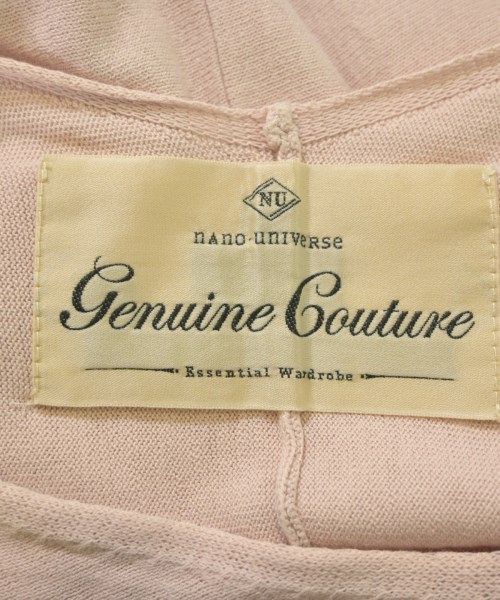 NU
nano·universe
Genuine Couture
Essential Wardrobe